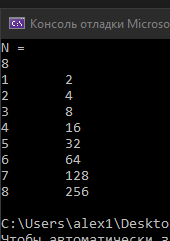 Консоль отладки Microso
N =
8
1 2
2 4
3 8
4 16
5 32
6 64
7 128
8 256
C:\Users\alex1\Deskto
Чтобы автоматически з